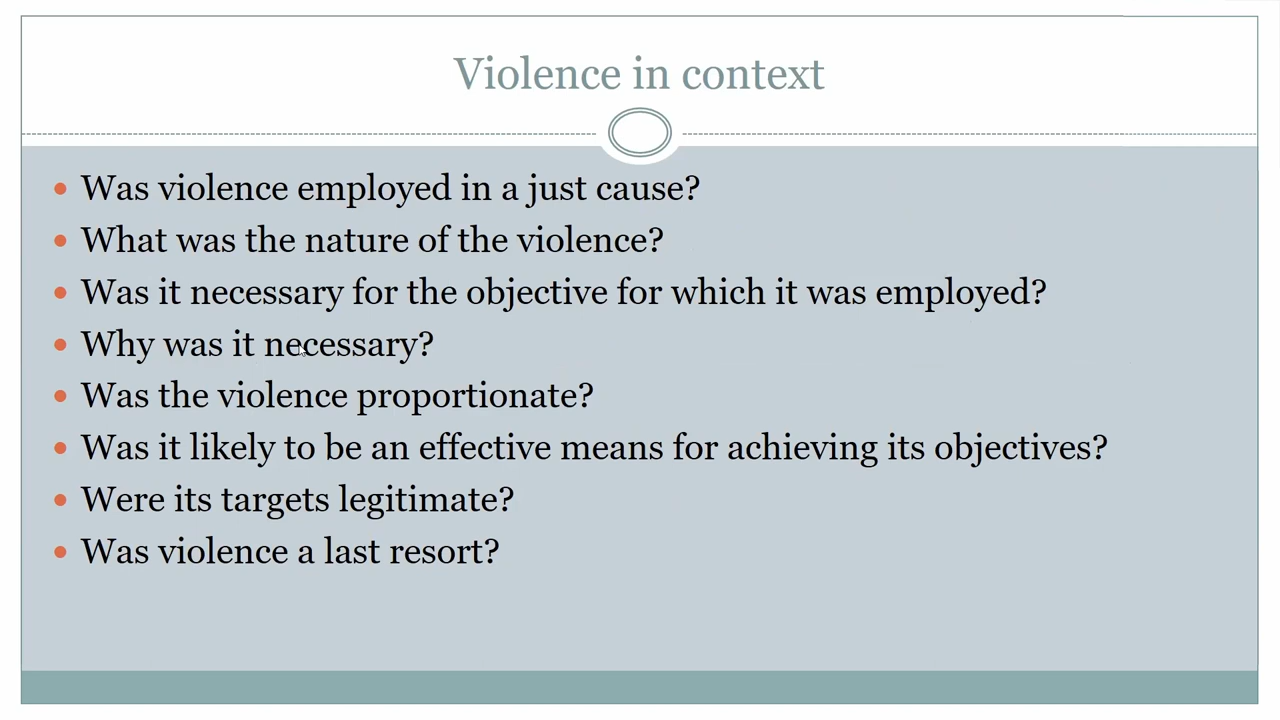 Violence in context
• Was violence employed in a just cause?
• What was the nature of the violence?
• Was it necessary for the objective for which it was employed?
• Why was it necessary?
• Was the violence proportionate?
• Was it likely to be an effective means for achieving its objectives?
• Were its targets legitimate?
• Was violence a last resort?